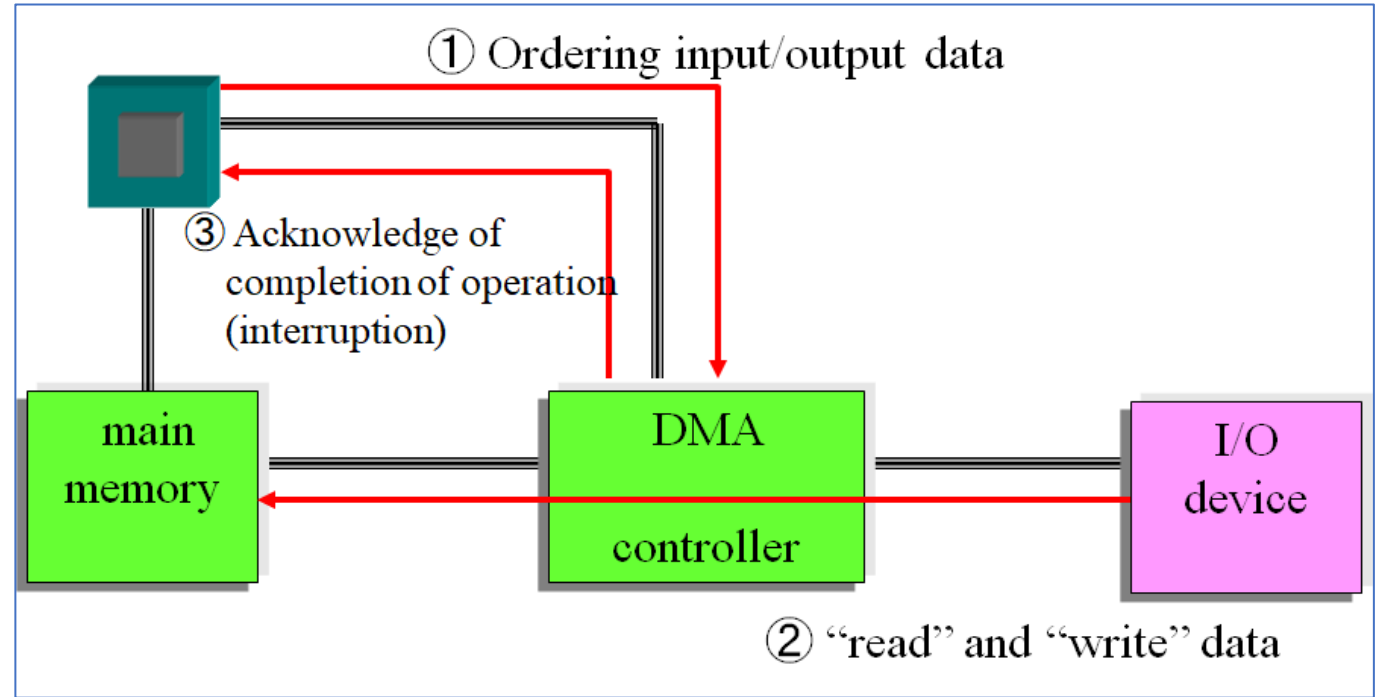 ① Ordering input/output data
③ Acknowledge of
completion of operation
(interruption)
main
memory
DMA
controller
I/O
device
② “read” and “write” data